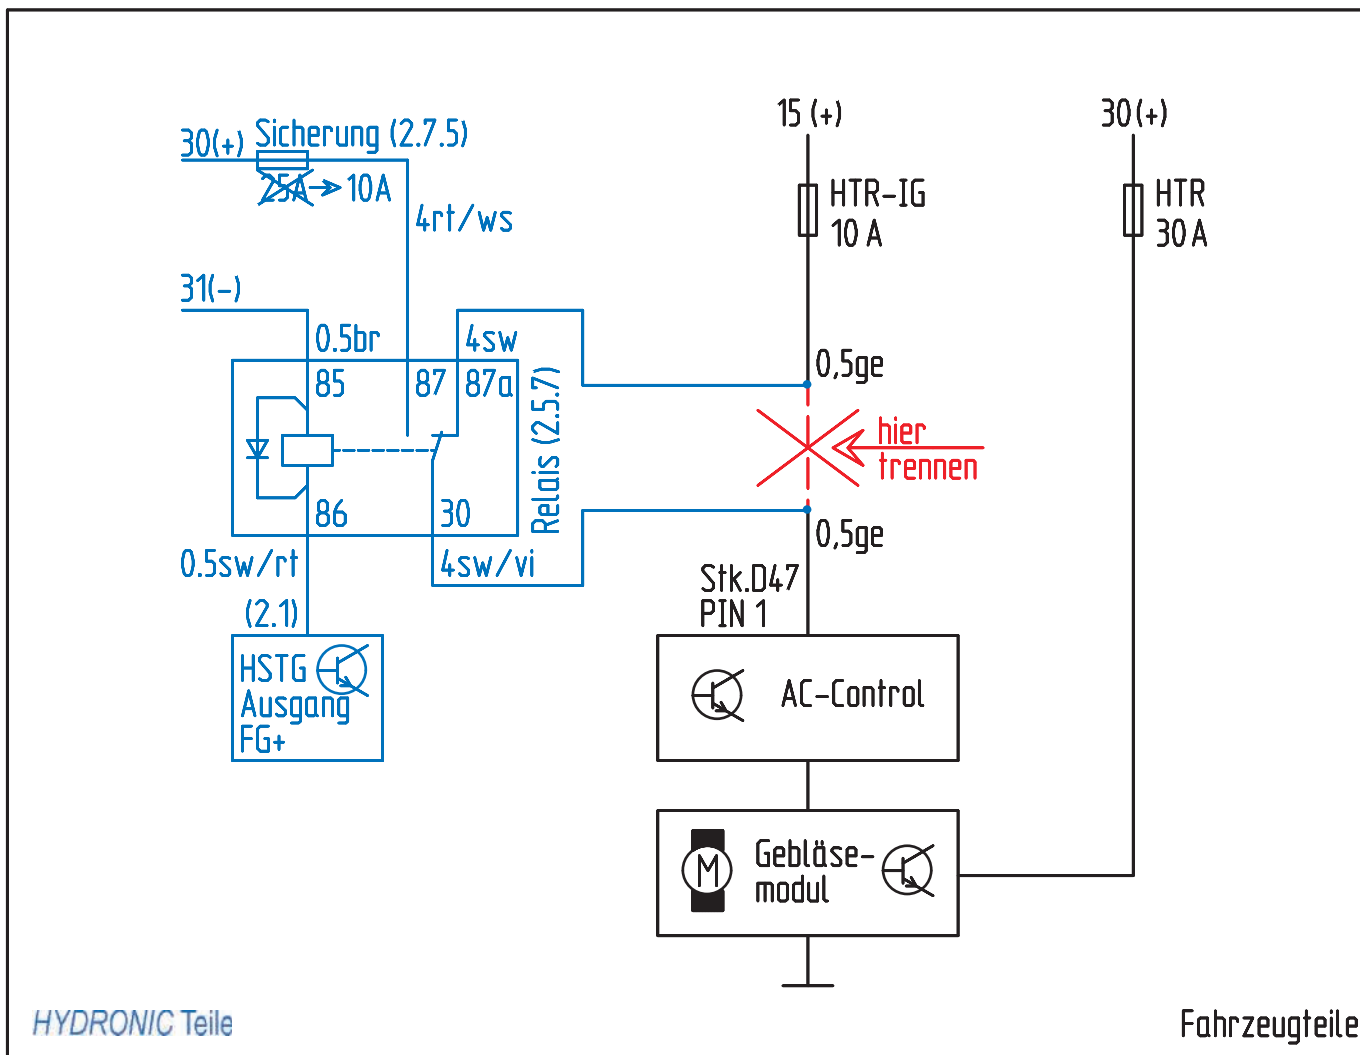 15 (+)
30(+)
30(+)
Sicherung (2.7.5)
25A
10A
4rt/ws
HTR-IG
10 A
HTR
30A
31(-)
0.5br
4sw
85
87
87a
Relais (2.5.7)
0,5ge
hier
trennen
86
30
0.5sw/rt
4sw/vi
0,5ge
(2.1)
HSTG
Ausgang
FG+
Stk.D47
PIN 1
AC-Control
M
Gebläse-
modul
HYDRONIC Teile
Fahrzeugteile